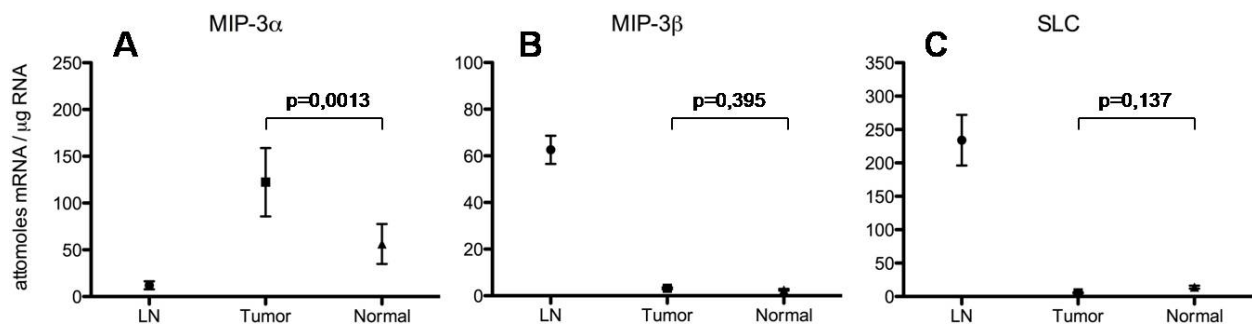 A
MIP-3α
attomoles mRNA / µg RNA
250
200
150
100
50
0
p=0,0013
LN
Tumor
Normal
B
MIP-3β
100
80
60
40
20
0
p=0,395
LN
Tumor
Normal
C
SLC
350
300
250
200
150
100
50
0
p=0,137
LN
Tumor
Normal